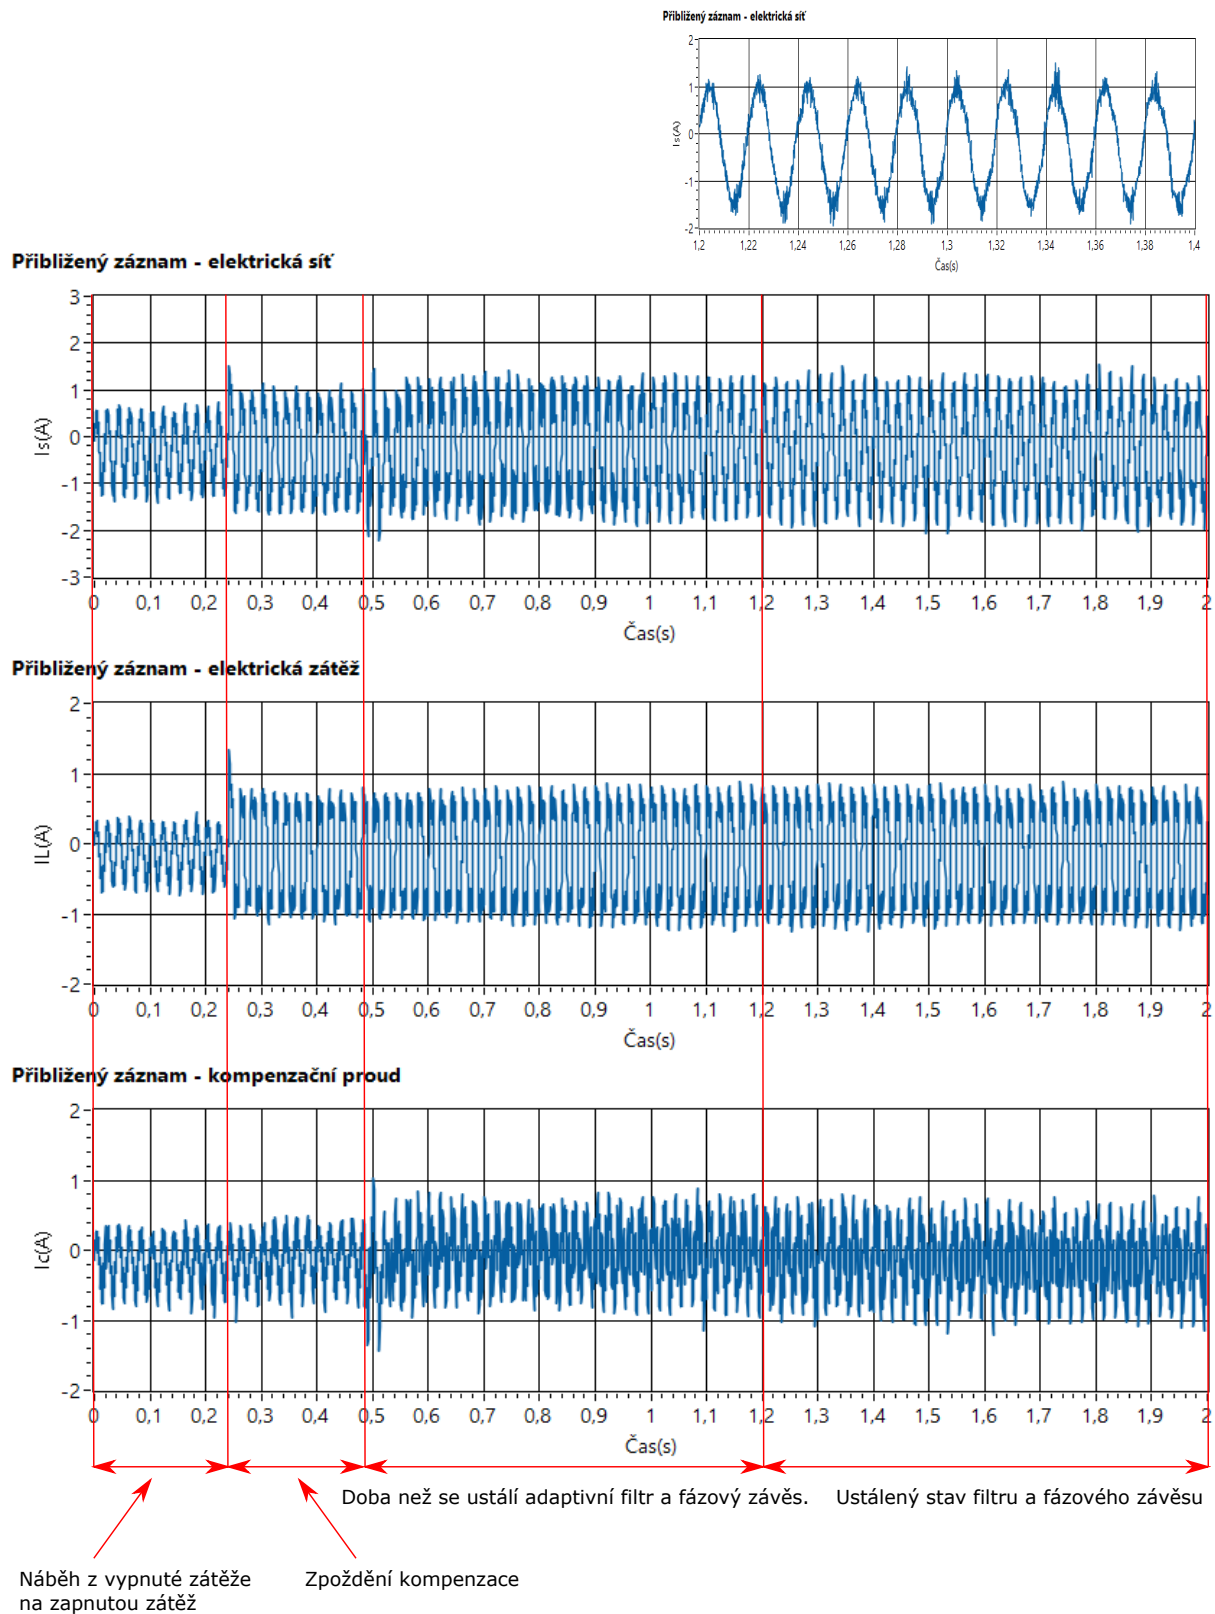 Přibližený záznam - elektrická síť
2
1
0
-1
-2
Is(A)
1,2 1,22 1,24 1,26 1,28 1,3 1,32 1,34 1,36 1,38 1,4
Čas(s)
Přibližený záznam - elektrická síť
3
2
1
0
-1
-2
-3
Is(A)
0 0,1 0,2 0,3 0,4 0,5 0,6 0,7 0,8 0,9 1 1,1 1,2 1,3 1,4 1,5 1,6 1,7 1,8 1,9 2
Čas(s)
Přibližený záznam - elektrická zátěž
2
1
0
-1
-2
IL(A)
0 0,1 0,2 0,3 0,4 0,5 0,6 0,7 0,8 0,9 1 1,1 1,2 1,3 1,4 1,5 1,6 1,7 1,8 1,9 2
Čas(s)
Přibližený záznam - kompenzační proud
2
1
0
-1
-2
Ic(A)
0 0,1 0,2 0,3 0,4 0,5 0,6 0,7 0,8 0,9 1 1,1 1,2 1,3 1,4 1,5 1,6 1,7 1,8 1,9 2
Čas(s)
Doba než se ustálí adaptivní filtr a fázový závěs.
Ustálený stav filtru a fázového závěsu
Náběh z vypnuté zátěže
na zapnutou zátěž
Zpoždění kompenzace